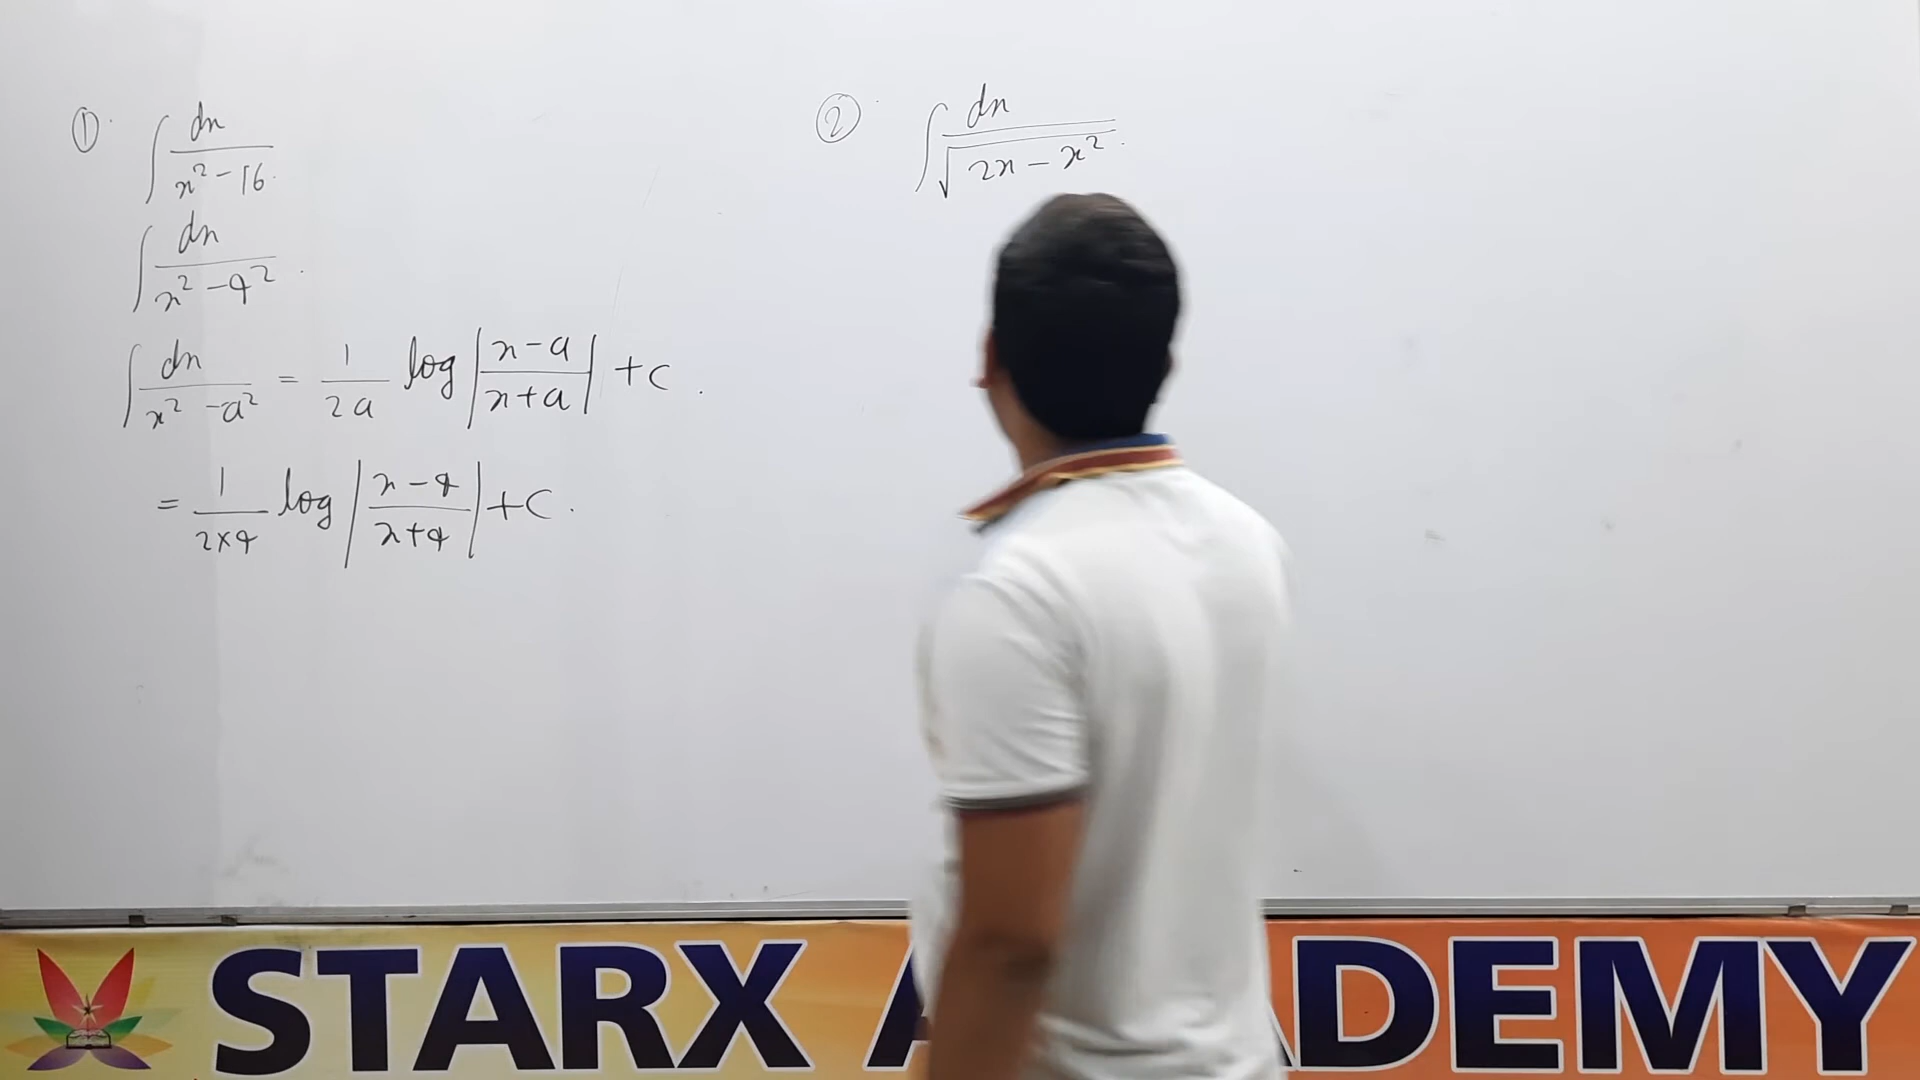 ① ∫ dx / x² - 16
∫ dx / x² - 4²
∫ dx / x² - a² = 1 / 2a log | x - a / x + a | + c .
= 1 / 2×4 log | x - 4 / x + 4 | + c .
② ∫ dx / √ 2x - x²
STARX A ADEMY